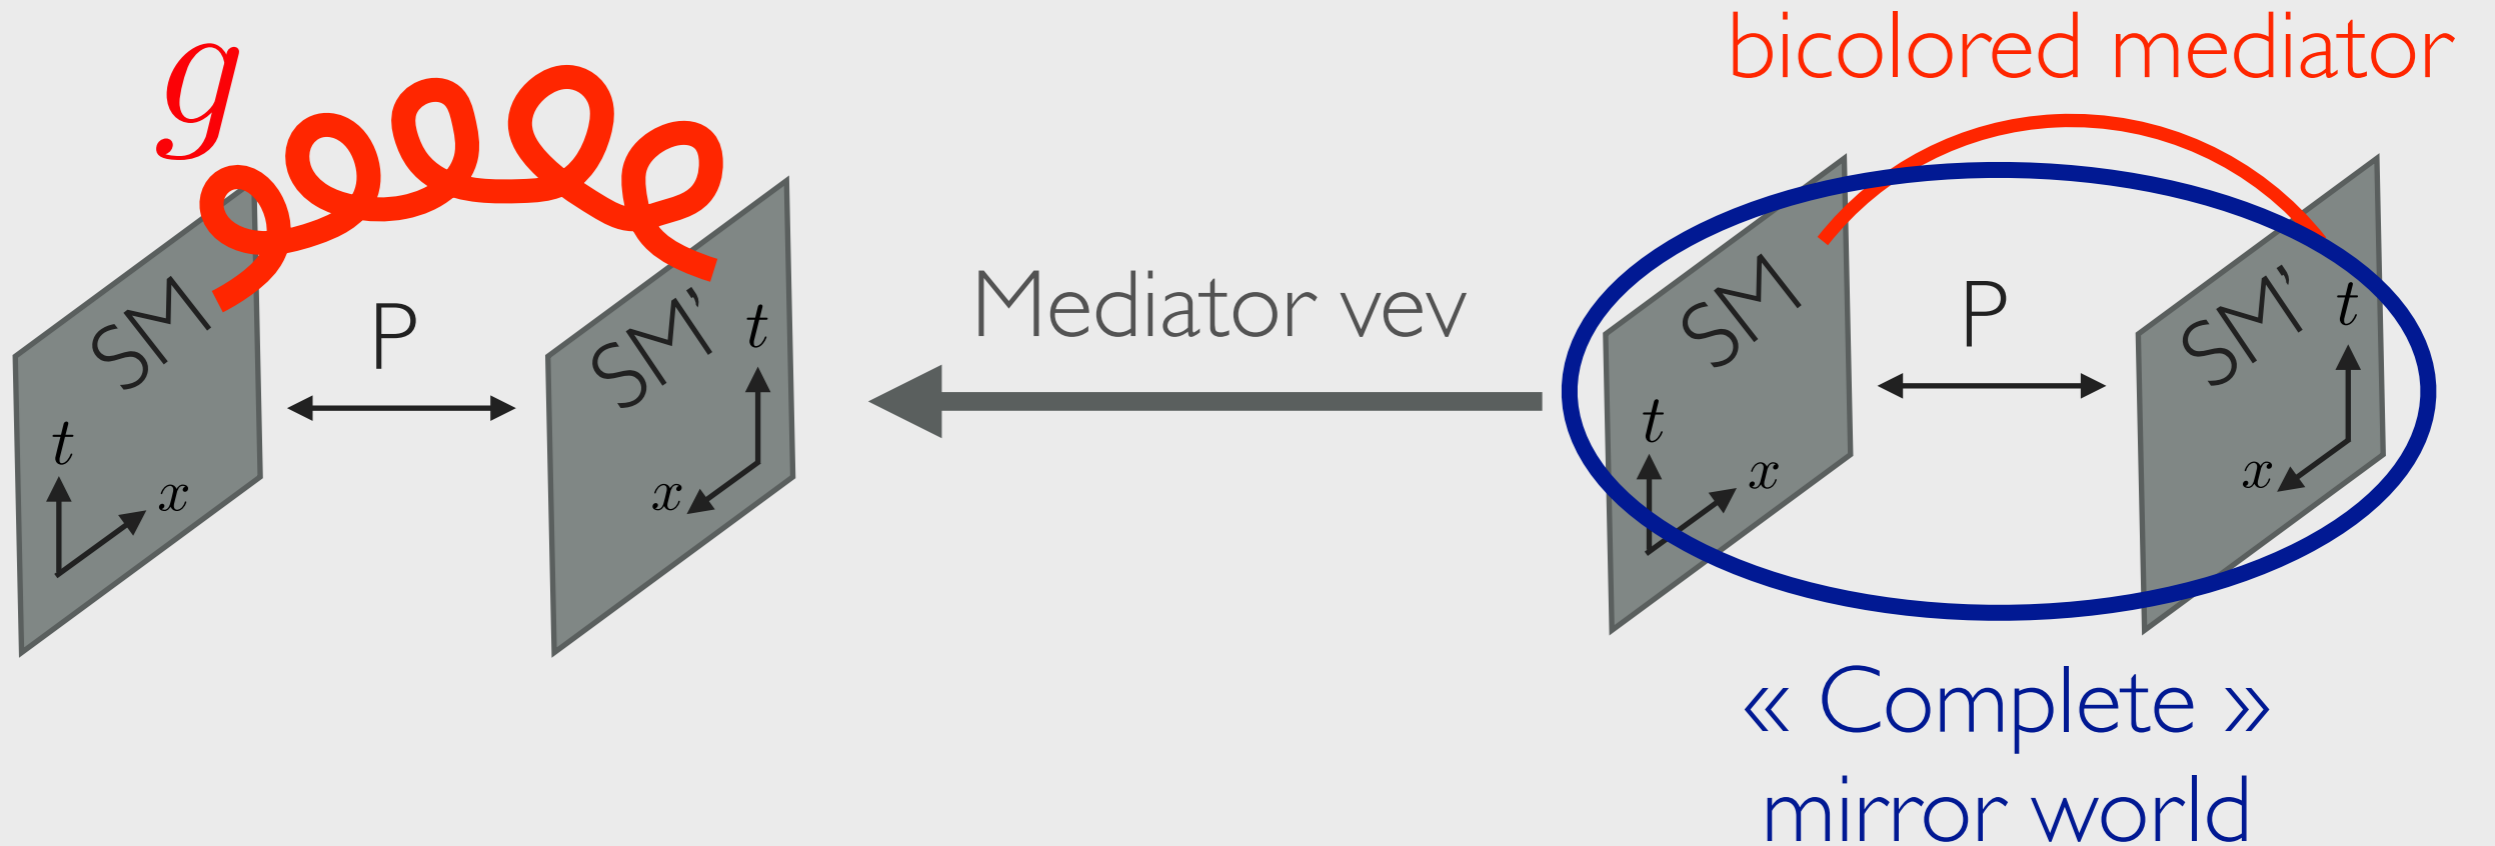 g
SM
P
SM'
t
x
t
x
Mediator vev
bicolored mediator
SM
P
SM'
t
x
t
x
« Complete »
mirror world